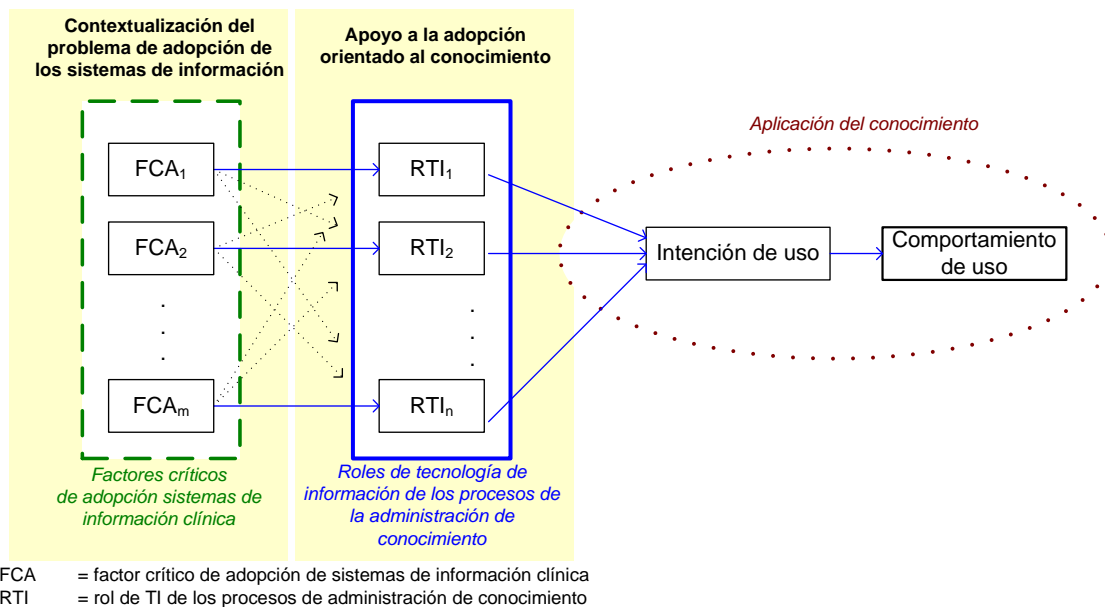 Contextualización del
problema de adopción de
los sistemas de información
Apoyo a la adopción
orientado al conocimiento
Aplicación del conocimiento
FCA1
RTI1
FCA2
RTI2
Intención de uso
Comportamiento
de uso
.
.
.
.
.
.
FCAm
RTIn
Factores críticos
de adopción sistemas de
información clínica
Roles de tecnología de
información de los procesos de
la administración de
conocimiento
FCA = factor crítico de adopción de sistemas de información clínica
RTI = rol de TI de los procesos de administración de conocimiento